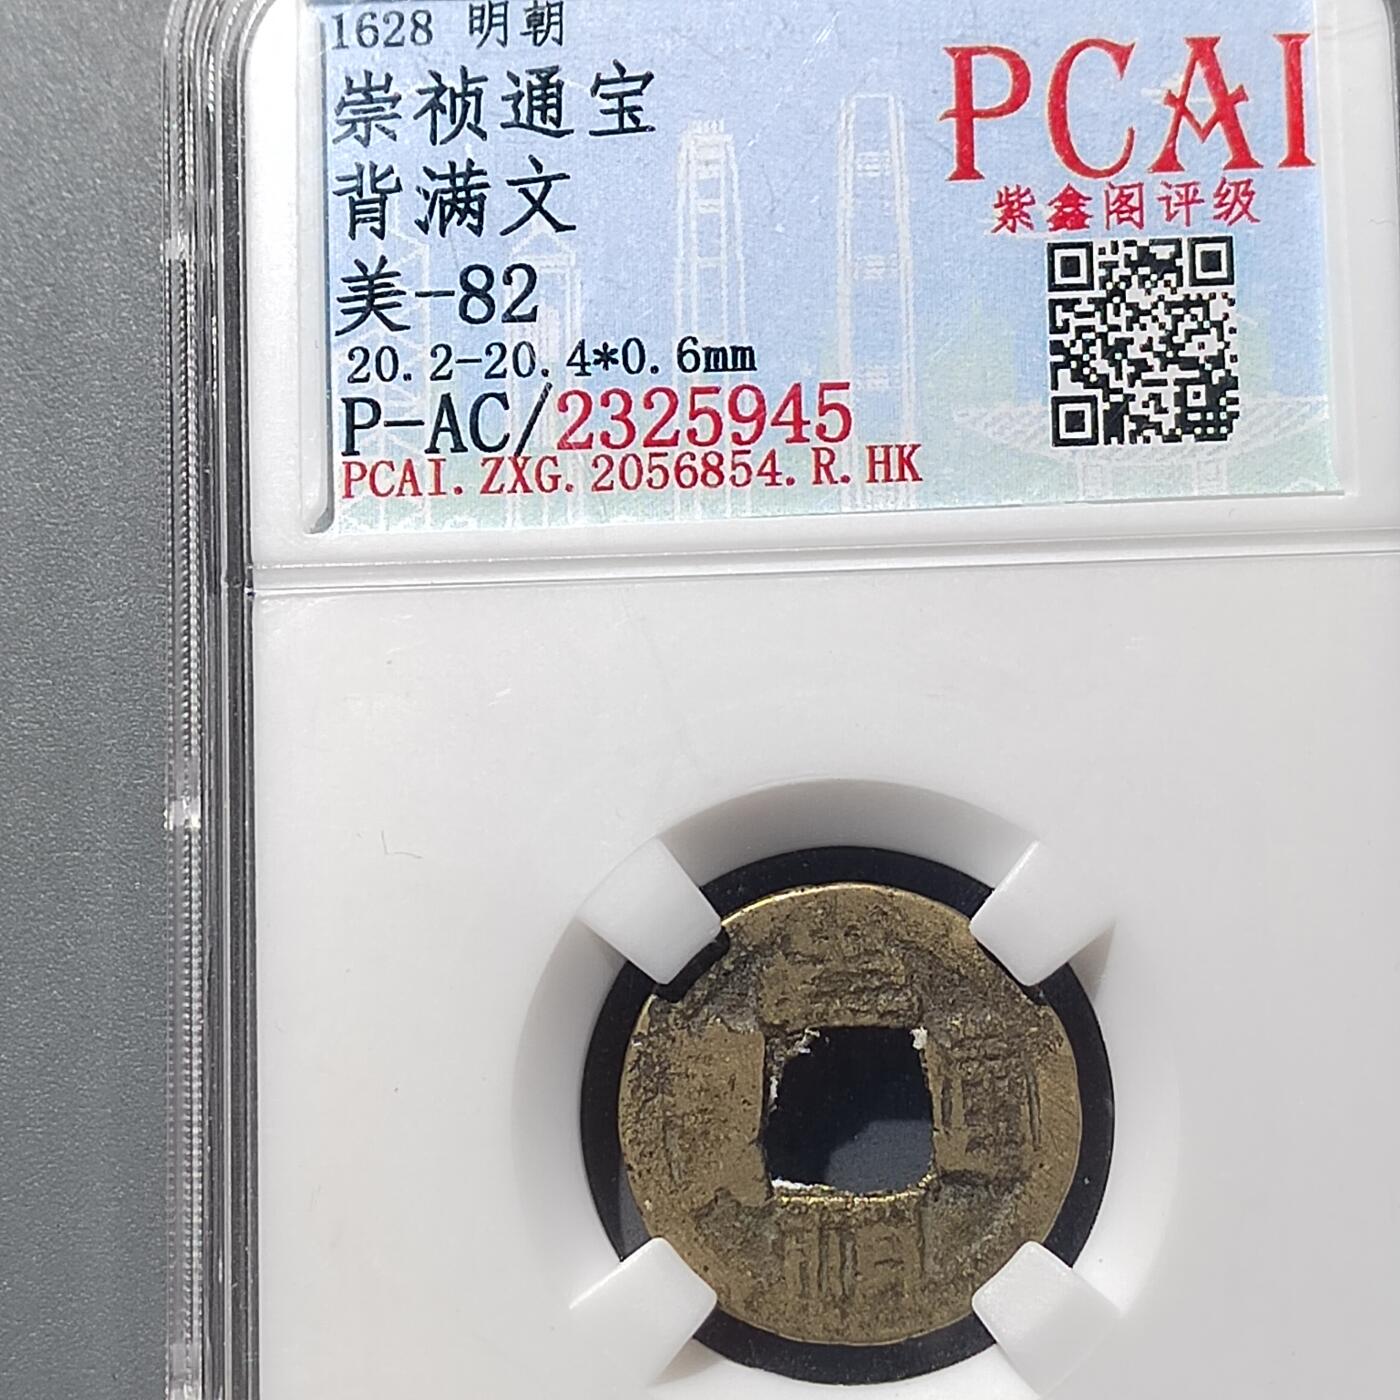 1628 明朝
崇祯通宝
背满文
美-82
20.2-20.4*0.6mm
P-AC/2325945
PCAI.ZXG.2056854.R.HK
PCAI
紫鑫阁评级